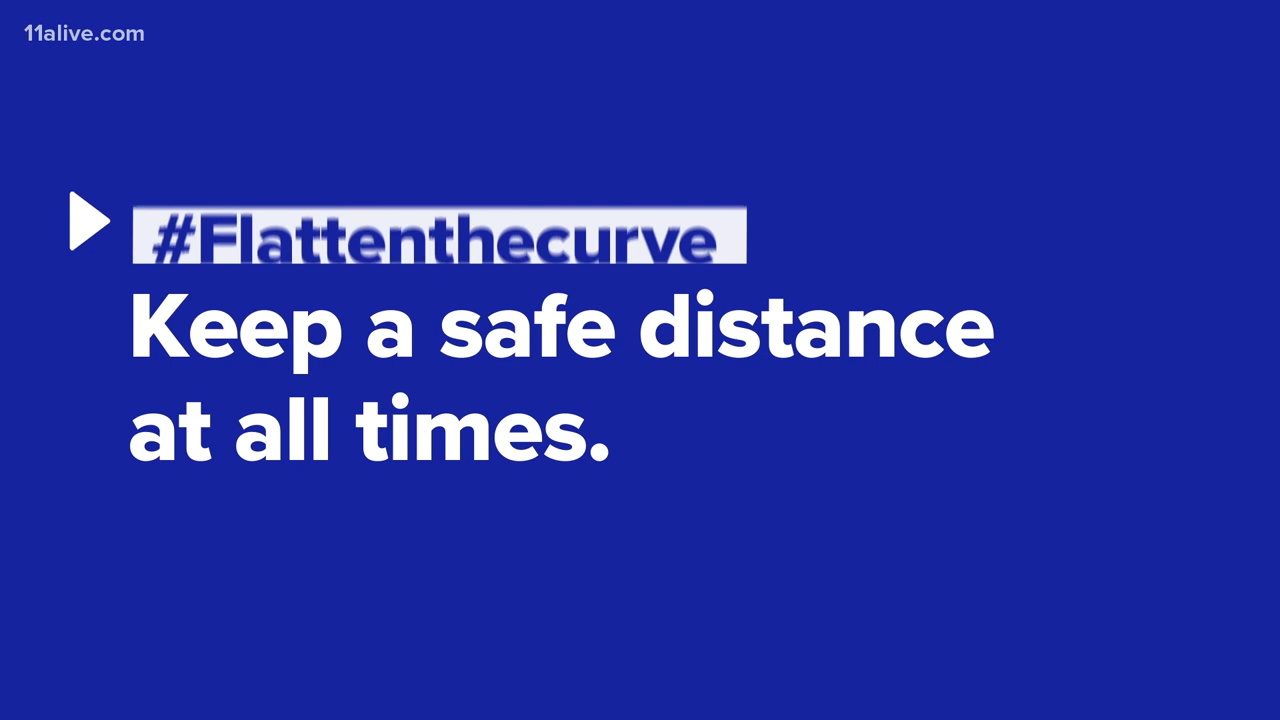 11alive.com
#Flattenthecurve
Keep a safe distance
at all times.